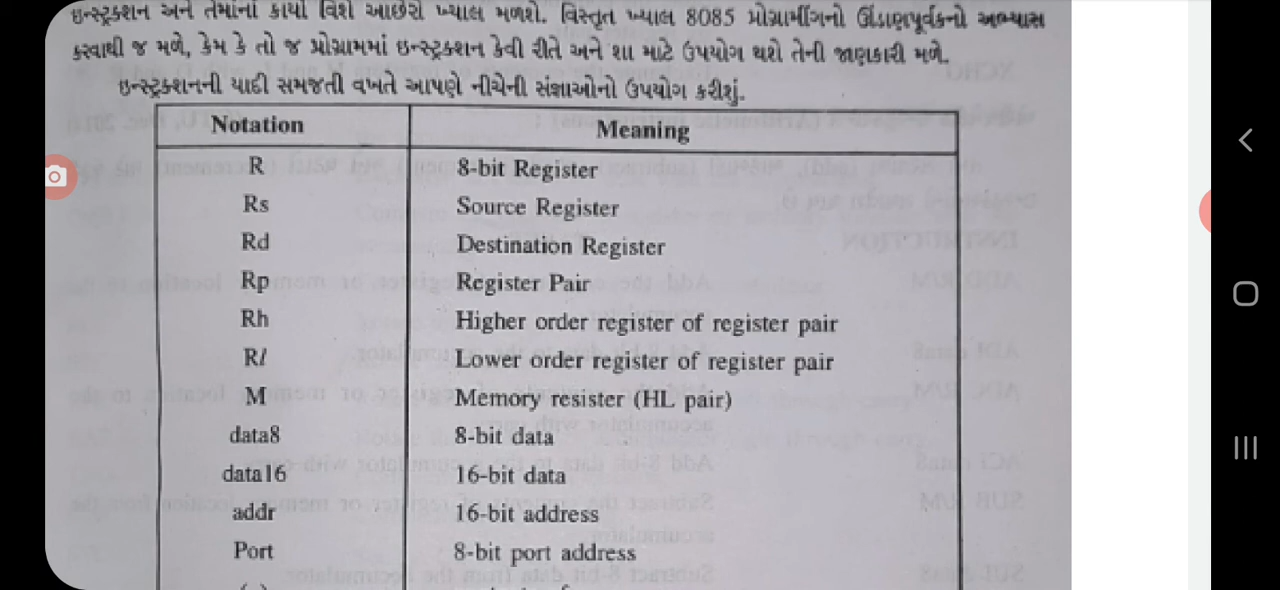 ઇન્સ્ટ્રક્શન અને તેમાંનાં કાર્યો વિશે આછેરો ખ્યાલ મળશે. વિસ્તૃત ખ્યાલ 8085 પ્રોગ્રામીંગનો ઊંડાણપૂર્વકનો અભ્યાસ
કરવાથી જ મળે, કેમ કે તો જ પ્રોગ્રામમાં ઇન્સ્ટ્રક્શન કેવી રીતે અને શા માટે ઉપયોગ થશે તેની જાણકારી મળે.
ઇન્સ્ટ્રક્શનની યાદી સમજતી વખતે આપણે નીચેની સંજ્ઞાઓનો ઉપયોગ કરીશું.
Notation Meaning
R 8-bit Register
Rs Source Register
Rd Destination Register
Rp Register Pair
Rh Higher order register of register pair
Rl Lower order register of register pair
M Memory resister (HL pair)
data8 8-bit data
data16 16-bit data
addr 16-bit address
Port 8-bit port address